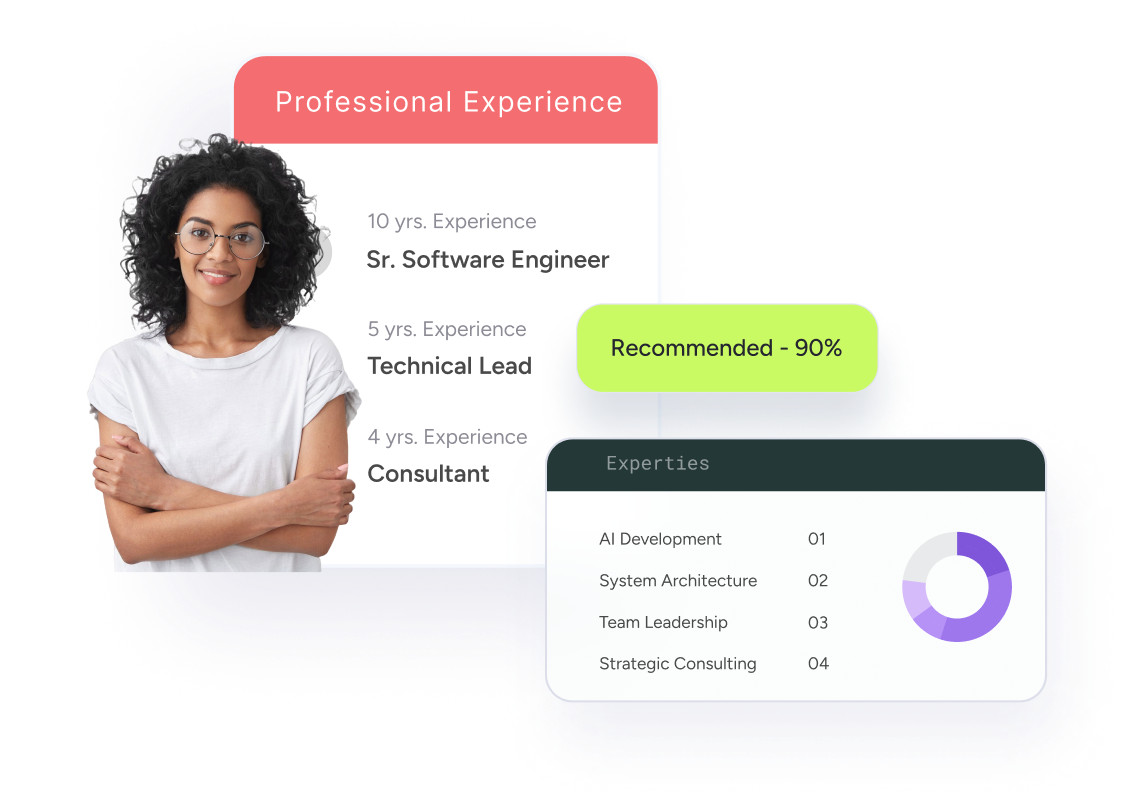 Professional Experience
10 yrs. Experience
Sr. Software Engineer
5 yrs. Experience
Technical Lead
Recommended - 90%
4 yrs. Experience
Consultant
Experties
AI Development 01
System Architecture 02
Team Leadership 03
Strategic Consulting 04